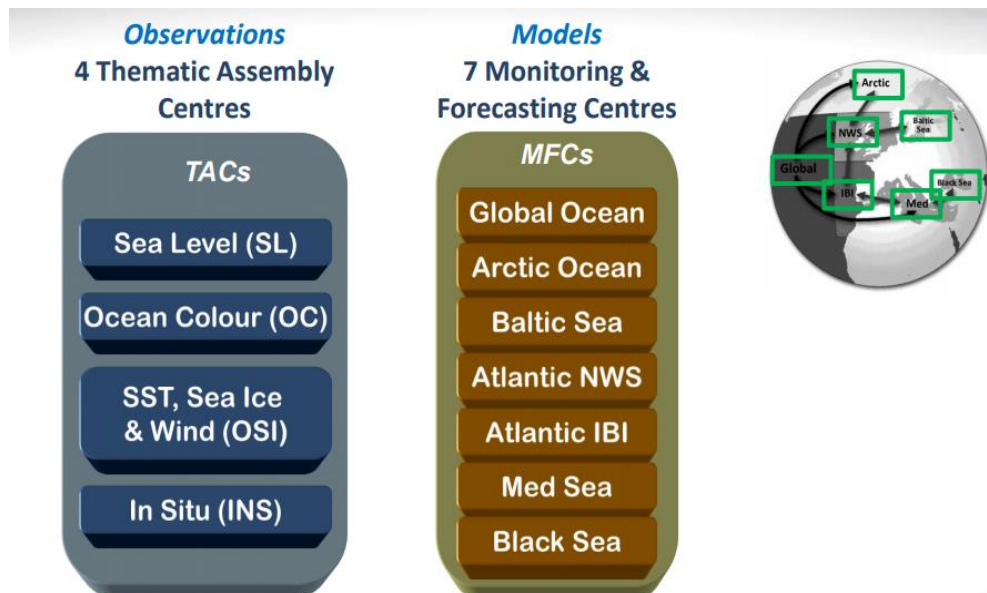 Observations
4 Thematic Assembly
Centres
TACs
Sea Level (SL)
Ocean Colour (OC)
SST, Sea Ice
& Wind (OSI)
In Situ (INS)
Models
7 Monitoring &
Forecasting Centres
MFCs
Global Ocean
Arctic Ocean
Baltic Sea
Atlantic NWS
Atlantic IBI
Med Sea
Black Sea
Arctic
Baltic
Sea
NWS
Global
Black Sea
IBI
Med